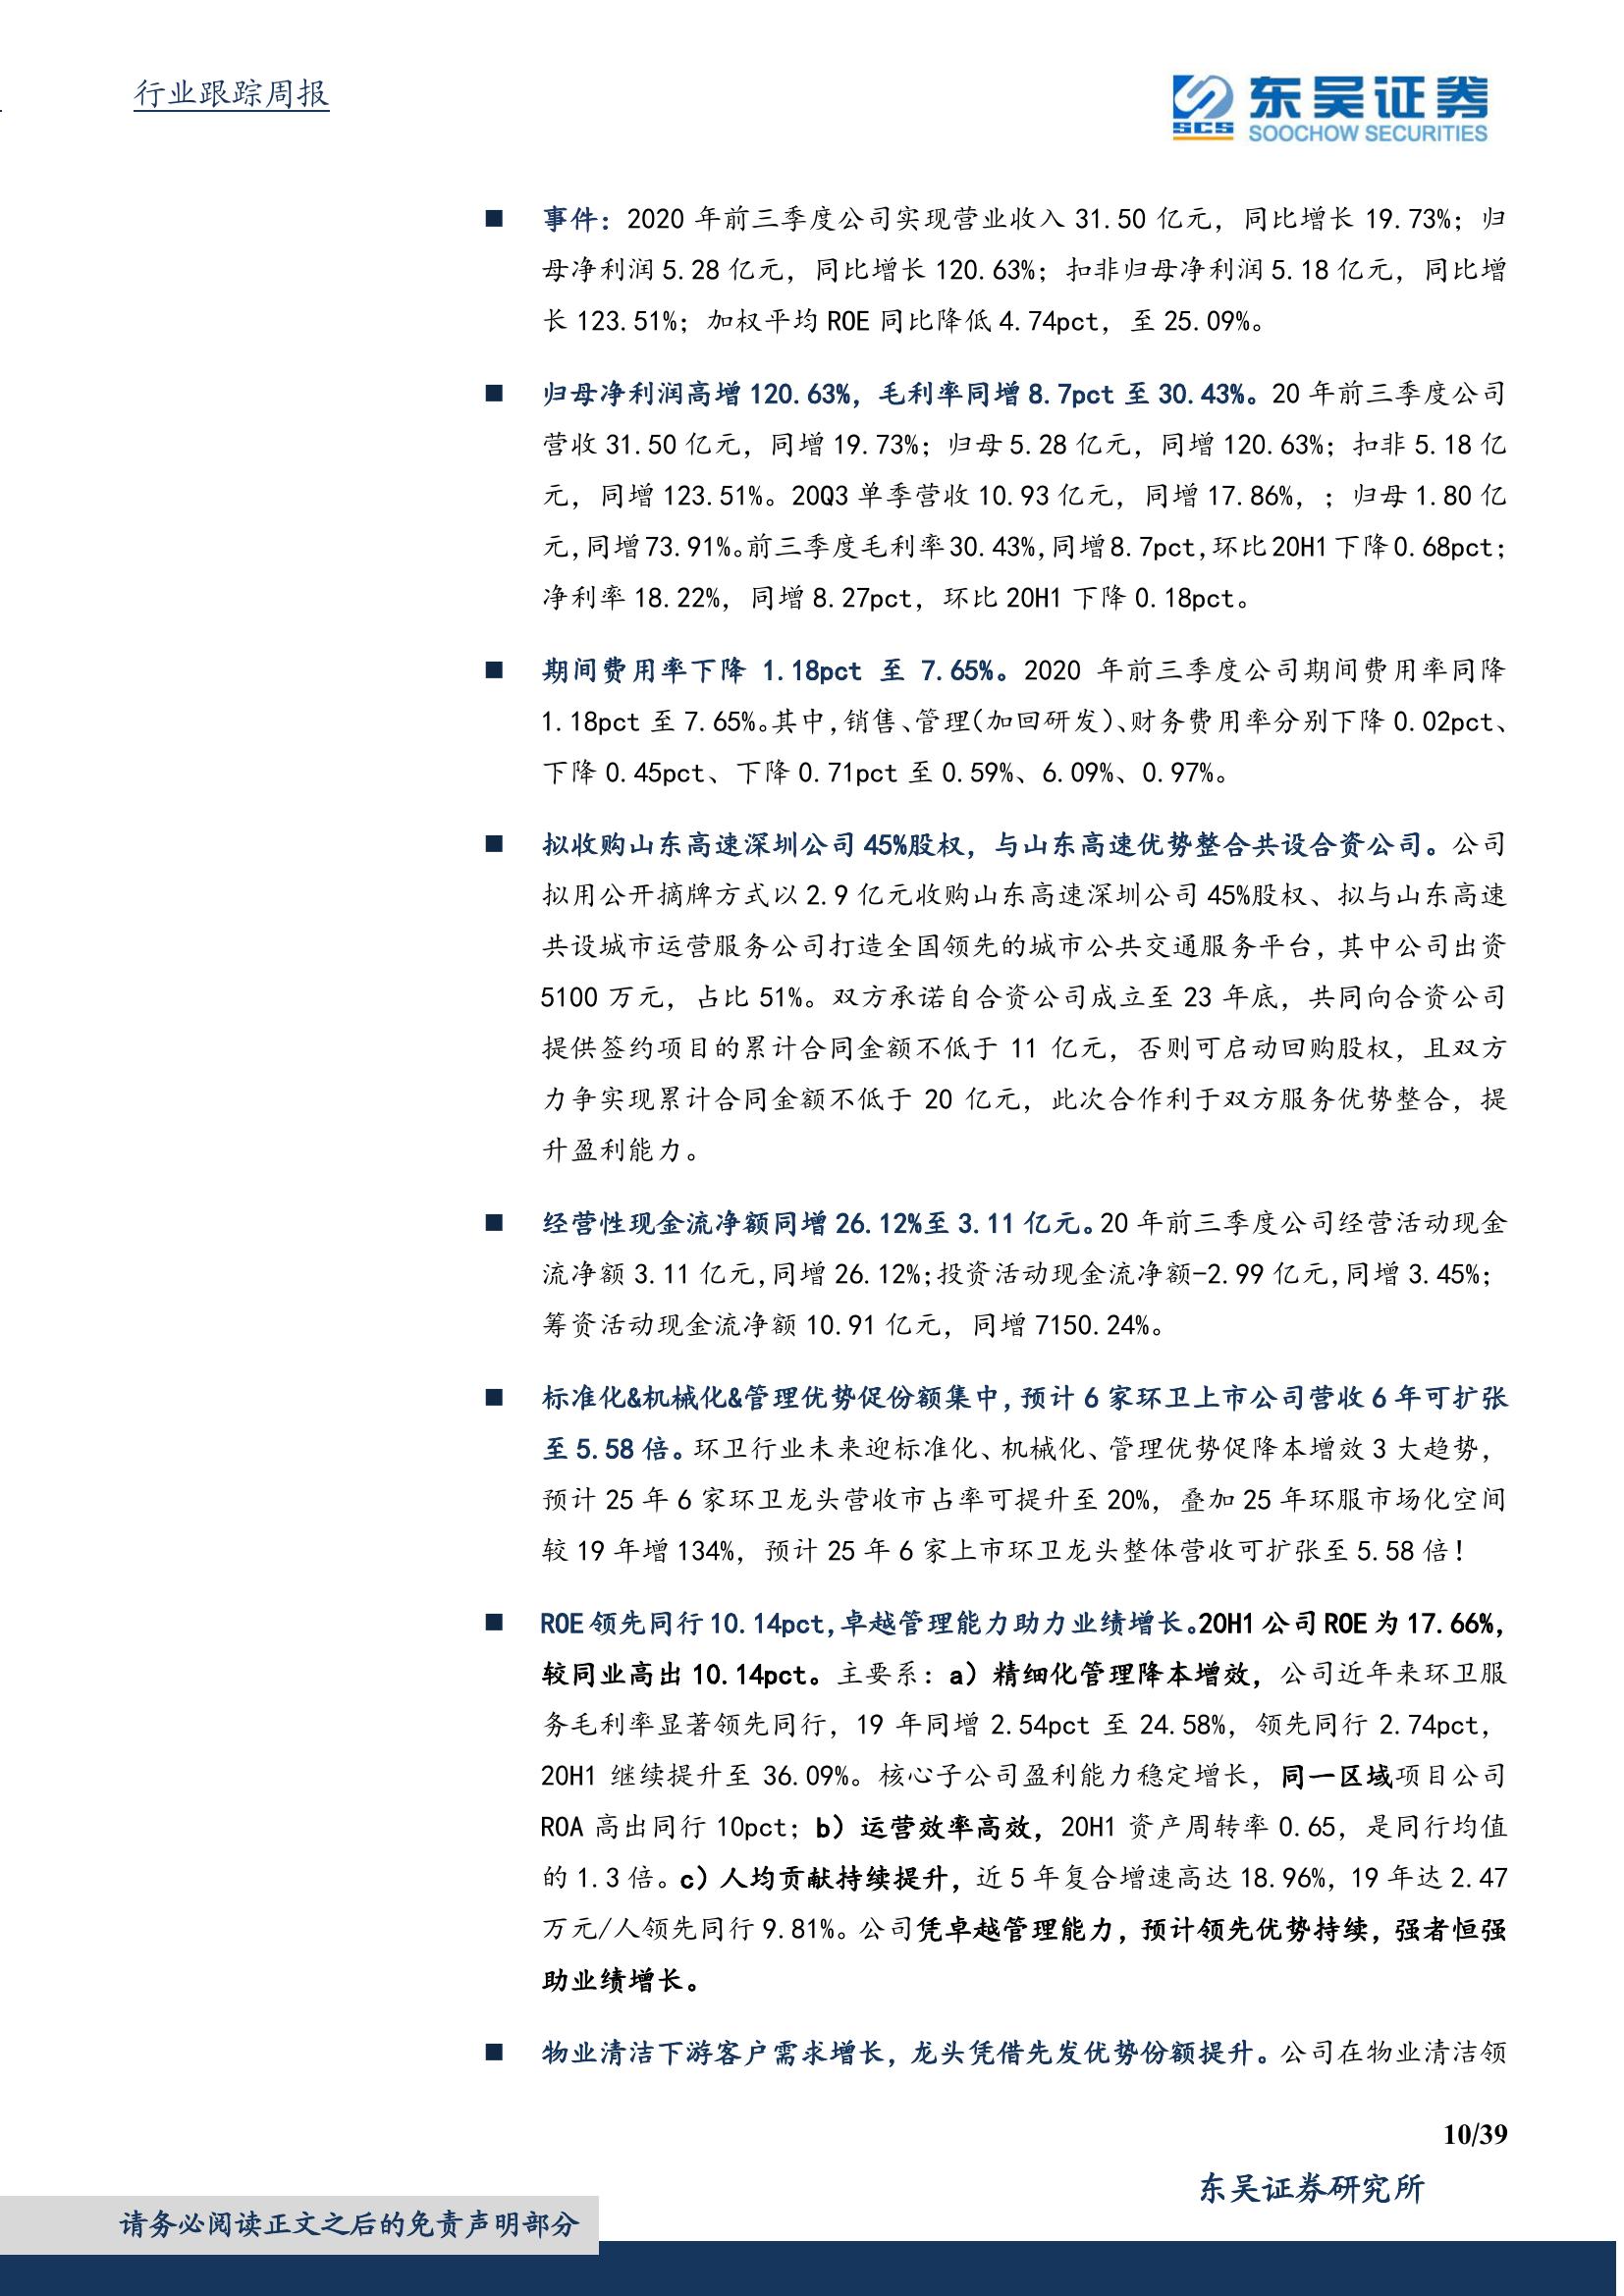 行业跟踪周报
东吴证券
SCS
SOOCHOW SECURITIES
■ 事件：2020 年前三季度公司实现营业收入 31.50 亿元，同比增长 19.73%；归
母净利润 5.28 亿元，同比增长 120.63%；扣非归母净利润 5.18 亿元，同比增
长 123.51%；加权平均 ROE 同比降低 4.74pct，至 25.09%。
■ 归母净利润高增 120.63%，毛利率同增 8.7pct 至 30.43%。20 年前三季度公司
营收 31.50 亿元，同增 19.73%；归母 5.28 亿元，同增 120.63%；扣非 5.18 亿
元，同增 123.51%。20Q3 单季营收 10.93 亿元，同增 17.86%，；归母 1.80 亿
元，同增 73.91%。前三季度毛利率 30.43%，同增 8.7pct，环比 20H1 下降 0.68pct；
净利率 18.22%，同增 8.27pct，环比 20H1 下降 0.18pct。
■ 期间费用率下降 1.18pct 至 7.65%。2020 年前三季度公司期间费用率同降
1.18pct 至 7.65%。其中，销售、管理（加回研发）、财务费用率分别下降 0.02pct、
下降 0.45pct、下降 0.71pct 至 0.59%、6.09%、0.97%。
■ 拟收购山东高速深圳公司 45%股权，与山东高速优势整合共设合资公司。公司
拟用公开摘牌方式以 2.9 亿元收购山东高速深圳公司 45%股权、拟与山东高速
共设城市运营服务公司打造全国领先的城市公共交通服务平台，其中公司出资
5100 万元，占比 51%。双方承诺自合资公司成立至 23 年底，共同向合资公司
提供签约项目的累计合同金额不低于 11 亿元，否则可启动回购股权，且双方
力争实现累计合同金额不低于 20 亿元，此次合作利于双方服务优势整合，提
升盈利能力。
■ 经营性现金流净额同增 26.12%至 3.11 亿元。20 年前三季度公司经营活动现金
流净额 3.11 亿元，同增 26.12%；投资活动现金流净额-2.99 亿元，同增 3.45%；
筹资活动现金流净额 10.91 亿元，同增 7150.24%。
■ 标准化&机械化&管理优势促份额集中，预计 6 家环卫上市公司营收 6 年可扩张
至 5.58 倍。环卫行业未来迎标准化、机械化、管理优势促降本增效 3 大趋势，
预计 25 年 6 家环卫龙头营收市占率可提升至 20%，叠加 25 年环服市场化空间
较 19 年增 134%，预计 25 年 6 家上市环卫龙头整体营收可扩张至 5.58 倍！
■ ROE 领先同行 10.14pct，卓越管理能力助力业绩增长。20H1 公司 ROE 为 17.66%，
较同业高出 10.14pct。主要系：a）精细化管理降本增效，公司近年来环卫服
务毛利率显著领先同行，19 年同增 2.54pct 至 24.58%，领先同行 2.74pct，
20H1 继续提升至 36.09%。核心子公司盈利能力稳定增长，同一区域项目公司
ROA 高出同行 10pct；b）运营效率高效，20H1 资产周转率 0.65，是同行均值
的 1.3 倍。c）人均贡献持续提升，近 5 年复合增速高达 18.96%，19 年达 2.47
万元/人领先同行 9.81%。公司凭卓越管理能力，预计领先优势持续，强者恒强
助业绩增长。
■ 物业清洁下游客户需求增长，龙头凭借先发优势份额提升。公司在物业清洁领
10/39
东吴证券研究所
请务必阅读正文之后的免责声明部分